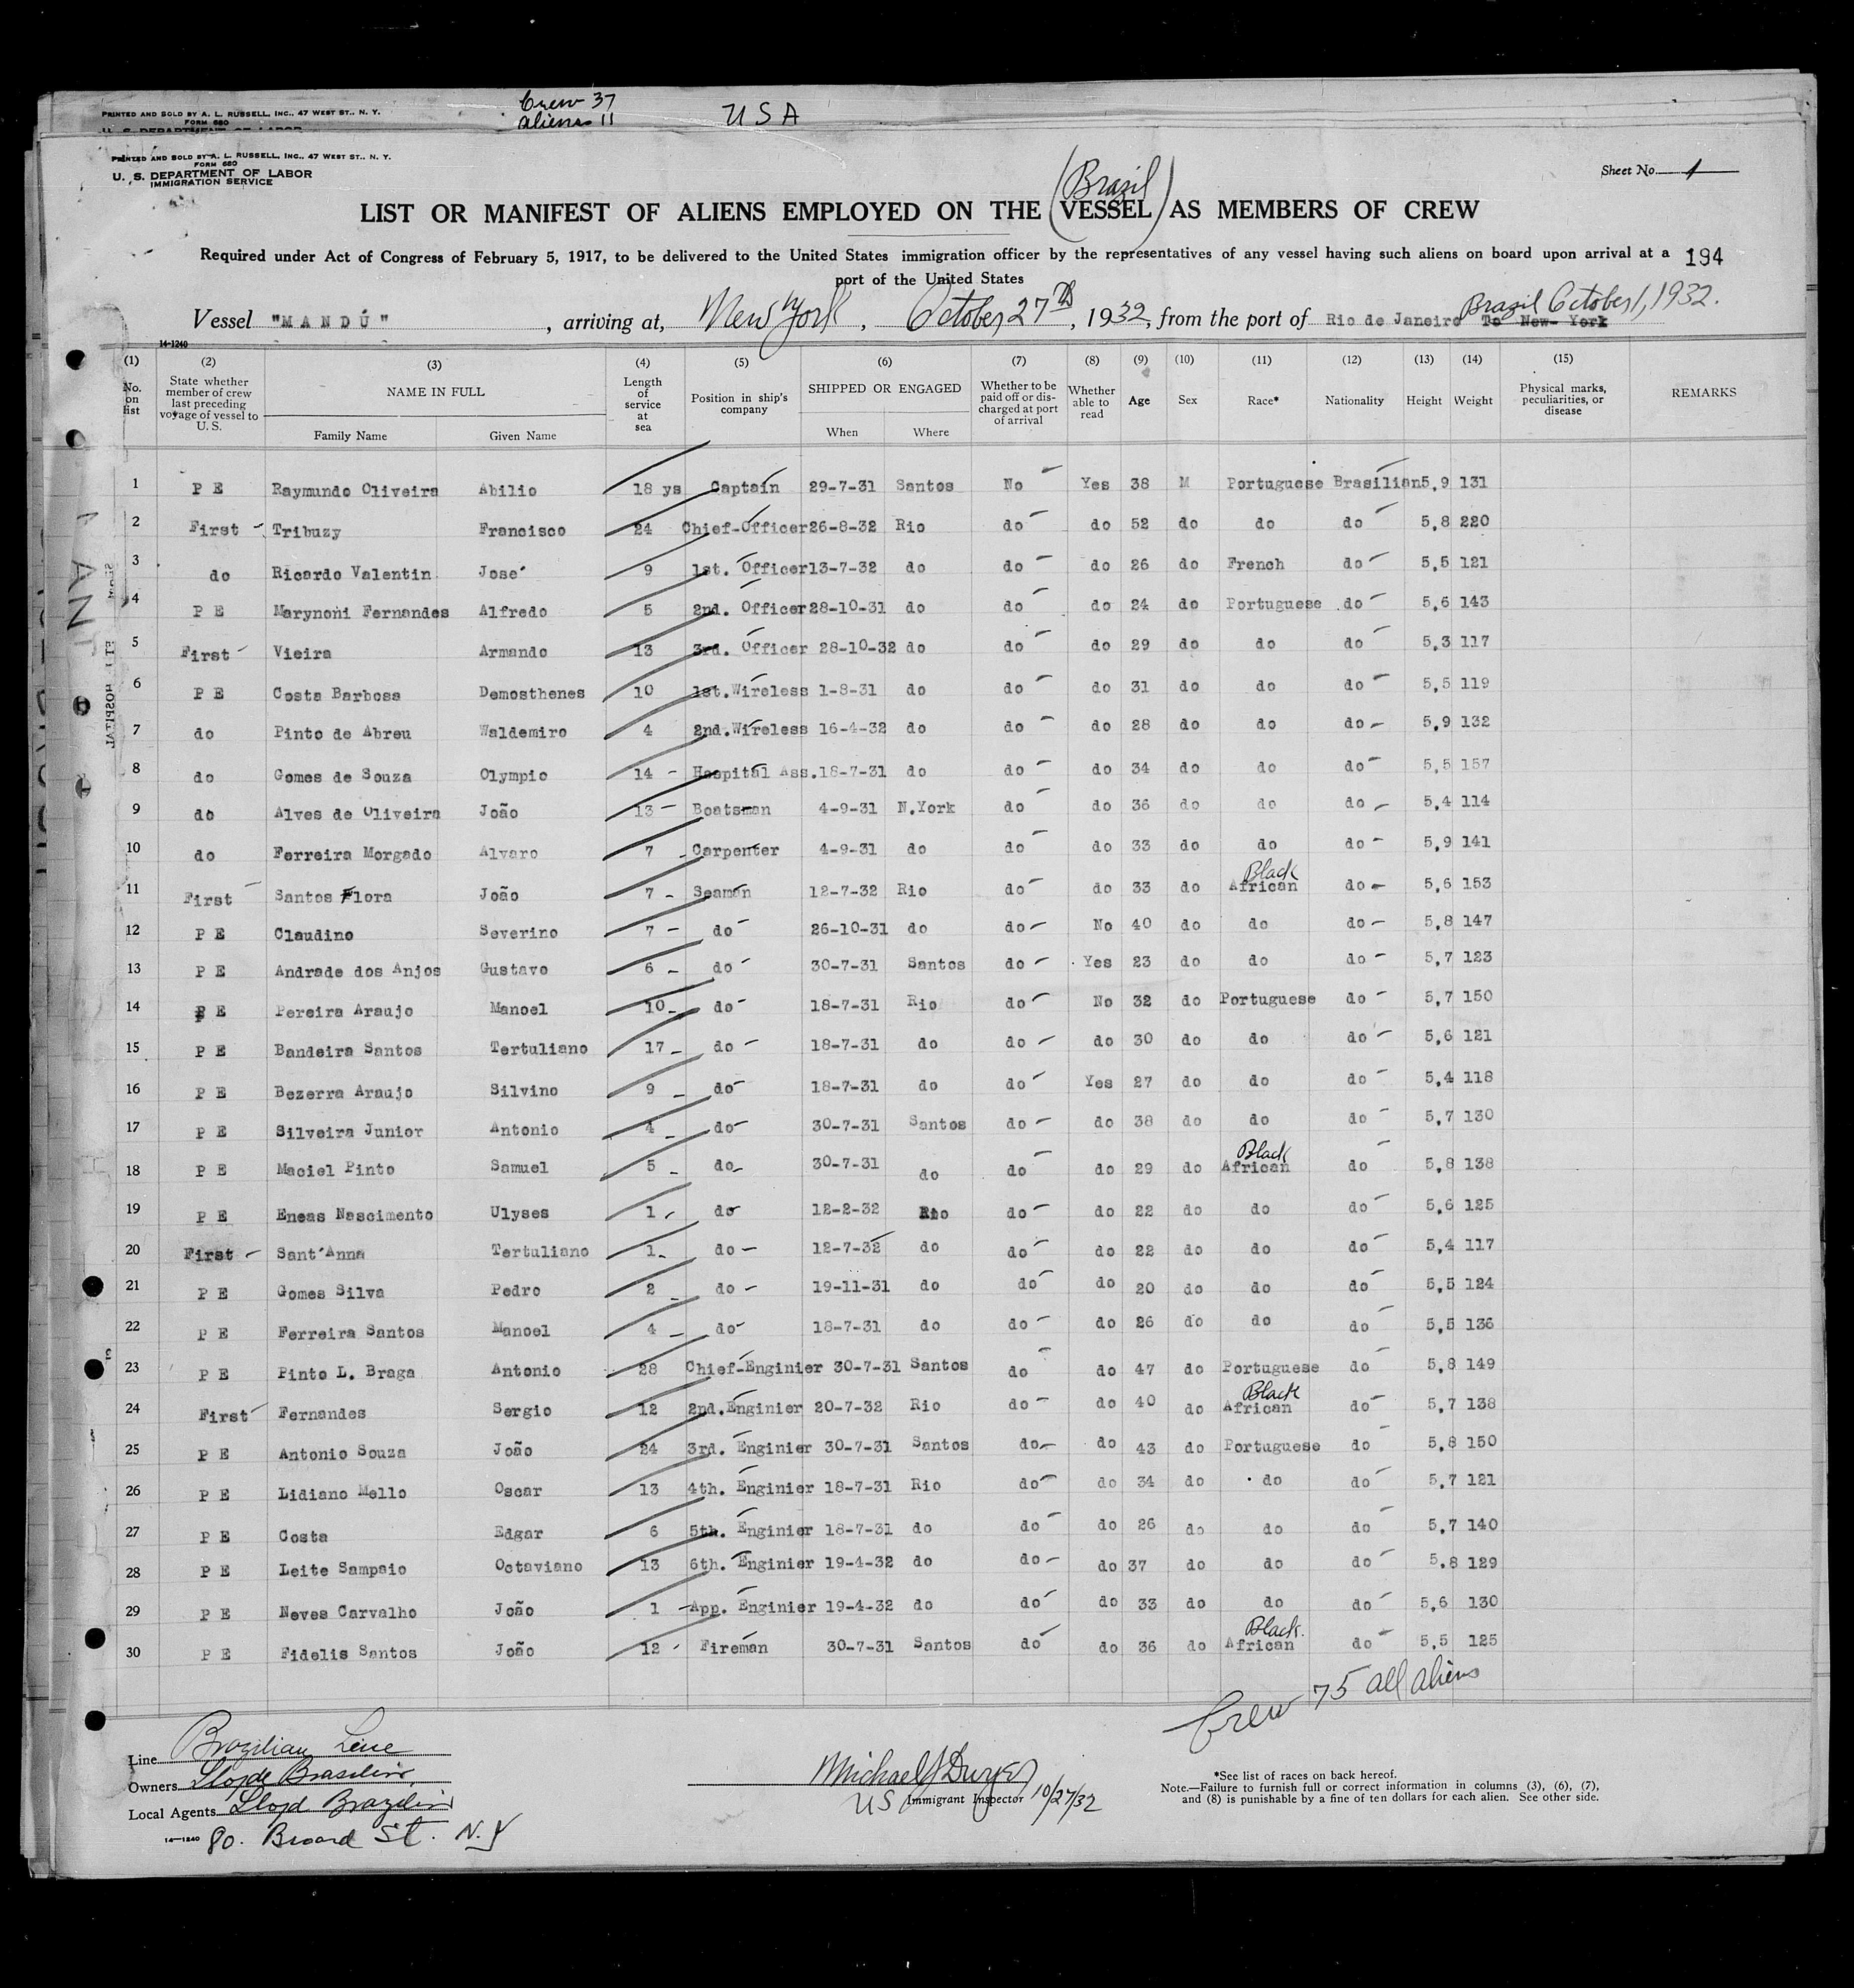 Crew 37
aliens 11
USA
PRINTED AND SOLD BY A. L. RUSSELL, INC., 47 WEST ST., N. Y.
FORM 680
U. S. DEPARTMENT OF LABOR
PRINTED AND SOLD BY A. L. RUSSELL, INC., 47 WEST ST., N. Y.
FORM 680
U. S. DEPARTMENT OF LABOR
IMMIGRATION SERVICE
Sheet No. 1
(Brazil)
LIST OR MANIFEST OF ALIENS EMPLOYED ON THE VESSEL AS MEMBERS OF CREW
Required under Act of Congress of February 5, 1917, to be delivered to the United States immigration officer by the representatives of any vessel having such aliens on board upon arrival at a
port of the United States
194
Vessel "MANDÚ", arriving at, New York, October 27th, 1932, from the port of Rio de Janeiro To New-York Brazil October 1, 1932.
14-1240
(1) (2) (3) (4) (5) (6) (7) (8) (9) (10) (11) (12) (13) (14) (15)
No. on list State whether member of crew last preceding voyage of vessel to U. S. NAME IN FULL Family Name Given Name Length of service at sea Position in ship's company SHIPPED OR ENGAGED When Where Whether to be paid off or discharged at port of arrival Whether able to read Age Sex Race* Nationality Height Weight Physical marks, peculiarities, or disease REMARKS
1 P E Raymundo Oliveira Abilio 18 ys Captain 29-7-31 Santos No Yes 38 M Portuguese Brasilian 5,9 131
2 First Tribuzy Francisco 24 Chief-Officer 26-8-32 Rio do do 52 do do do 5,8 220
3 do Ricardo Valentin José 9 1st. Officer 13-7-32 do do do 26 do French do 5,5 121
4 P E Marynoni Fernandes Alfredo 5 2nd. Officer 28-10-31 do do do 24 do Portuguese do 5,6 143
5 First Vieira Armando 13 3rd. Officer 28-10-32 do do do 29 do do do 5,3 117
6 P E Costa Barbosa Demosthenes 10 1st.Wireless 1-8-31 do do do 31 do do do 5,5 119
7 do Pinto de Abreu Waldemiro 4 2nd.Wireless 16-4-32 do do do 28 do do do 5,9 132
8 do Gomes de Souza Olympio 14 Hospital Ass. 18-7-31 do do do 34 do do do 5,5 157
9 do Alves de Oliveira João 13 Boatsman 4-9-31 N.York do do 36 do do do 5,4 114
10 do Ferreira Morgado Alvaro 7 Carpenter 4-9-31 do do do 33 do do do 5,9 141
11 First Santos Flora João 7 Seaman 12-7-32 Rio do do 33 do Black African do 5,6 153
12 P E Claudino Severino 7 do 26-10-31 do do No 40 do do do 5,8 147
13 P E Andrade dos Anjos Gustavo 6 do 30-7-31 Santos do Yes 23 do do do 5,7 123
14 P E Pereira Araujo Manoel 10 do 18-7-31 Rio do No 32 do Portuguese do 5,7 150
15 P E Bandeira Santos Tertuliano 17 do 18-7-31 do do do 30 do do do 5,6 121
16 P E Bezerra Araujo Silvino 9 do 18-7-31 do do Yes 27 do do do 5,4 118
17 P E Silveira Junior Antonio 4 do 30-7-31 Santos do do 38 do do do 5,7 130
18 P E Maciel Pinto Samuel 5 do 30-7-31 do do do 29 do Black African do 5,8 138
19 P E Eneas Nascimento Ulyses 1 do 12-2-32 Rio do do 22 do do do 5,6 125
20 First Sant'Anna Tertuliano 1 do 12-7-32 do do do 22 do do do 5,4 117
21 P E Gomes Silva Pedro 2 do 19-11-31 do do do 20 do do do 5,5 124
22 P E Ferreira Santos Manoel 4 do 18-7-31 do do do 26 do do do 5,5 136
23 P E Pinto L. Braga Antonio 28 Chief-Enginier 30-7-31 Santos do do 47 do Portuguese do 5,8 149
24 First Fernandes Sergio 12 2nd.Enginier 20-7-32 Rio do do 40 do Black African do 5,7 138
25 P E Antonio Souza João 24 3rd. Enginier 30-7-31 Santos do do 43 do Portuguese do 5,8 150
26 P E Lidiano Mello Oscar 13 4th. Enginier 18-7-31 Rio do do 34 do do do 5,7 121
27 P E Costa Edgar 6 5th. Enginier 18-7-31 do do do 26 do do do 5,7 140
28 P E Leite Sampaio Octaviano 13 6th. Enginier 19-4-32 do do do 37 do do do 5,8 129
29 P E Neves Carvalho João 1 App. Enginier 19-4-32 do do do 33 do do do 5,6 130
30 P E Fidelis Santos João 12 Fireman 30-7-31 Santos do do 36 do Black. African do 5,5 125
Crew 75 all aliens
Line Brazilian Line
Owners Lloyde Brasileiro
Local Agents Lloyd Brazileiro
14-1240 80. Broard St. N.Y
Michael J Dwyer
US Immigrant Inspector 10/27/32
*See list of races on back hereof.
Note.—Failure to furnish full or correct information in columns (3), (6), (7),
and (8) is punishable by a fine of ten dollars for each alien. See other side.